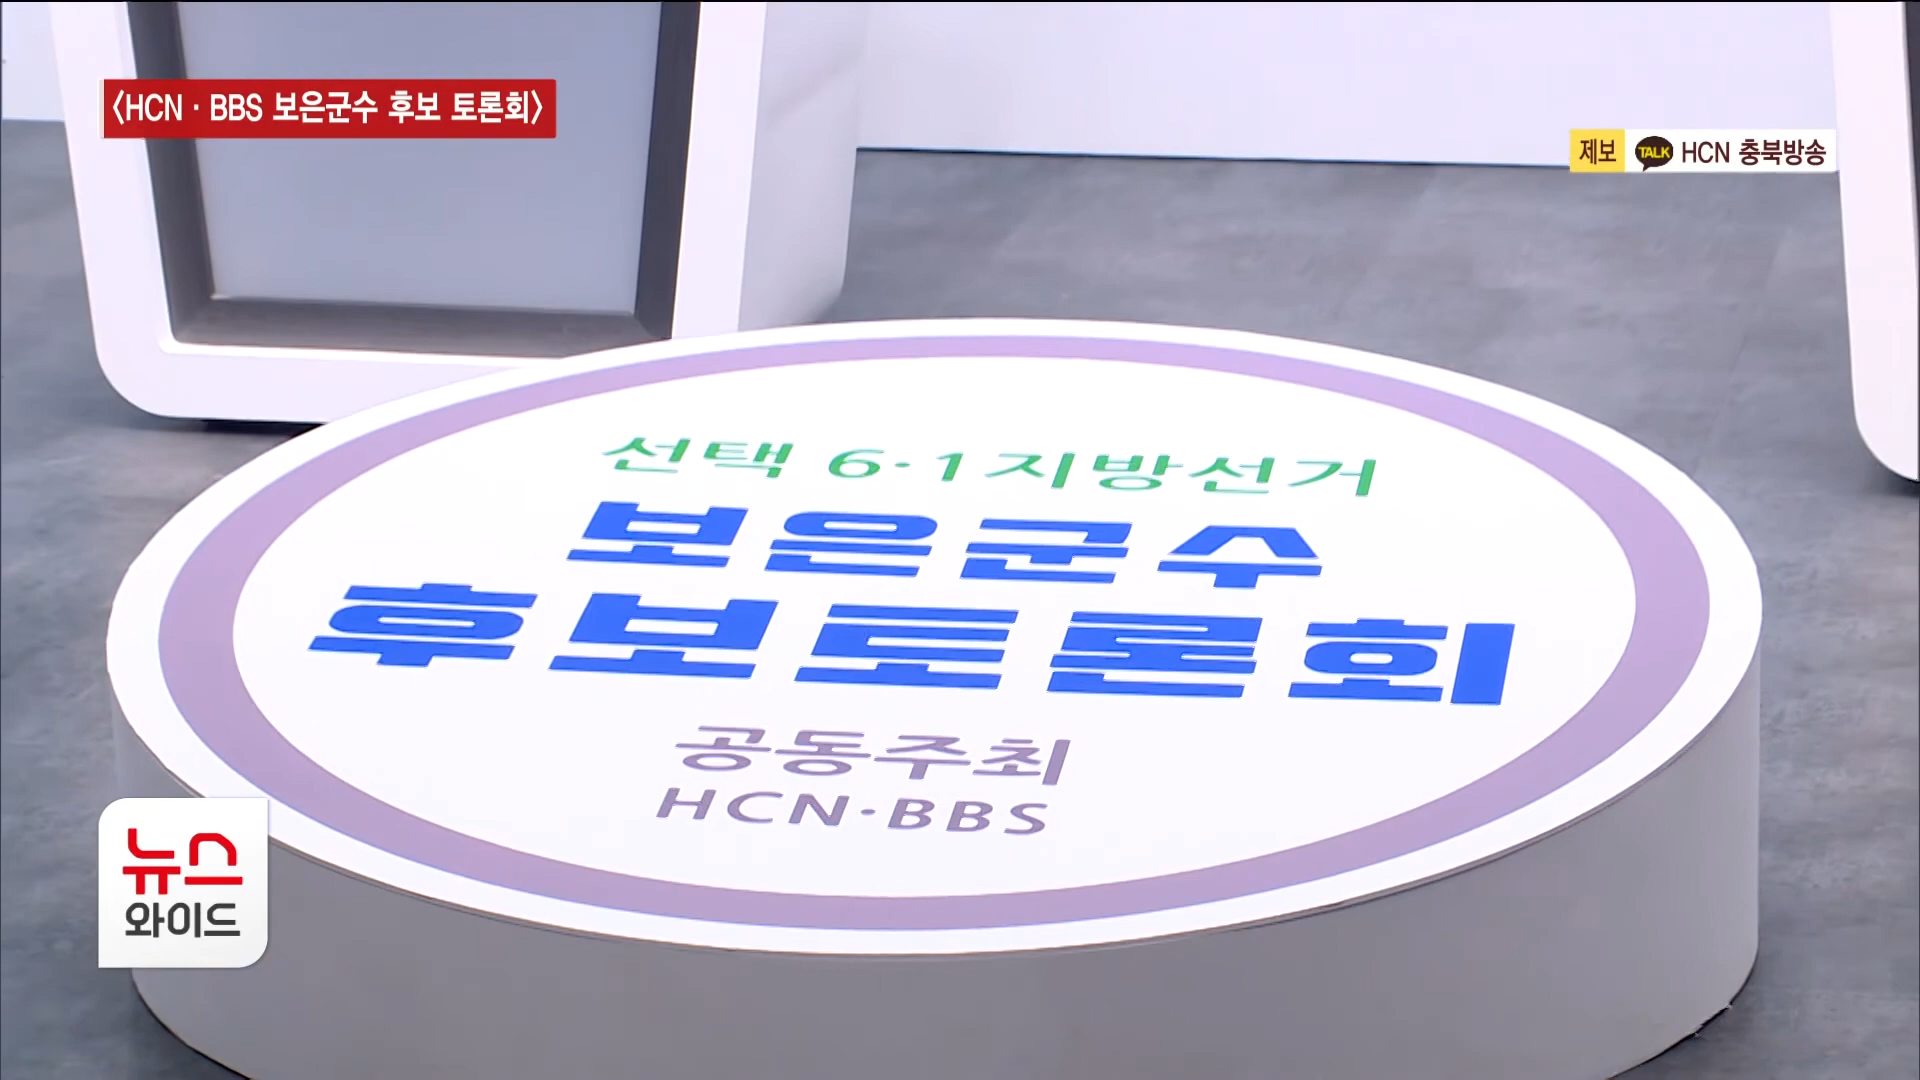 〈HCN · BBS 보은군수 후보 토론회〉
제보 TALK HCN 충북방송
선택 6·1지방선거
보은군수
후보토론회
공동주최
HCN·BBS
뉴스
와이드